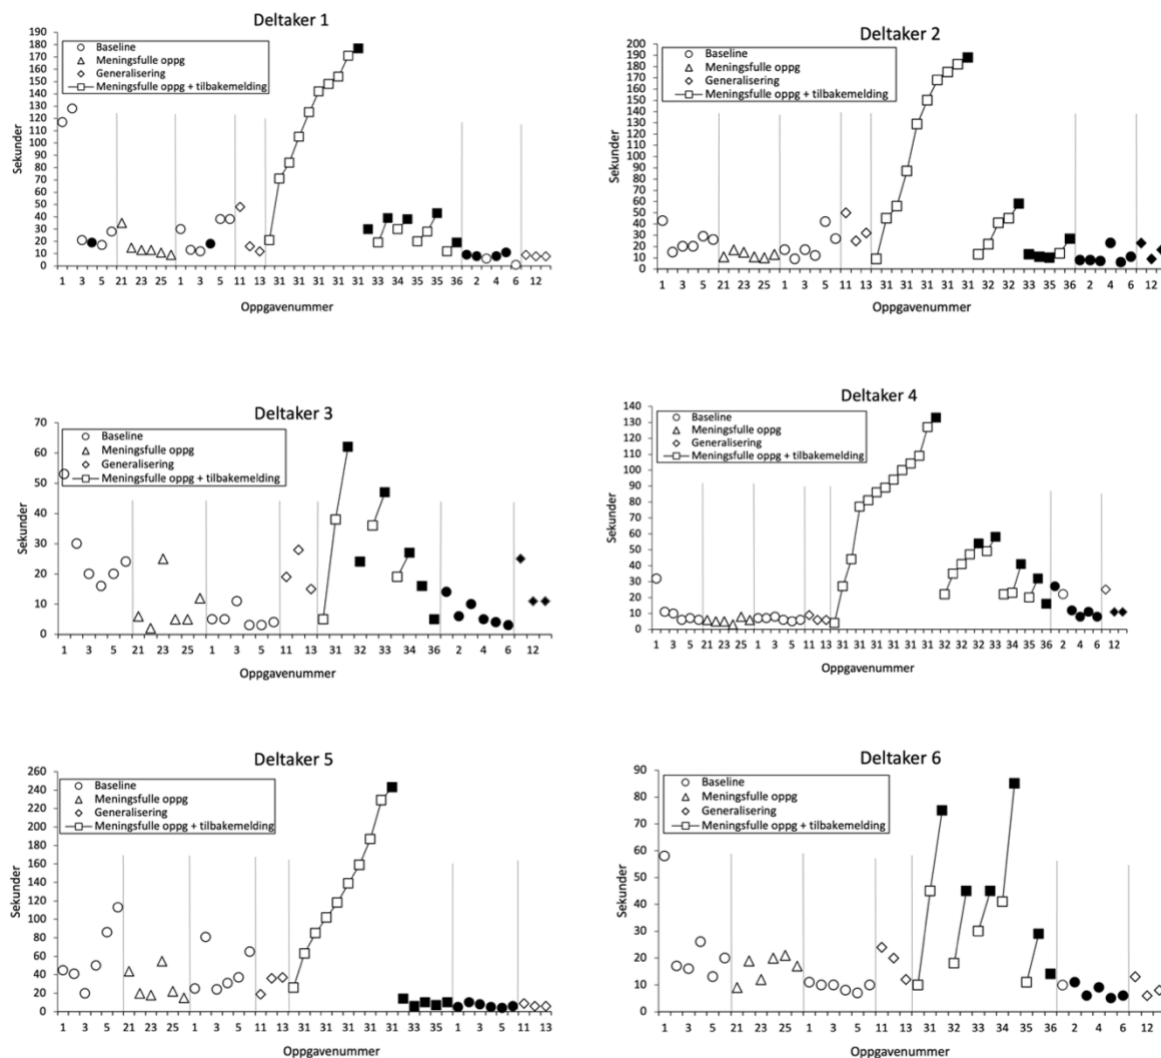 Deltaker 1
190
180
170
160
150
140
130
120
110
100
90
80
70
60
50
40
30
20
10
0
Sekunder
Baseline
Meningsfulle oppg
Generalisering
Meningsfulle oppg + tilbakemelding
1 3 5 21 23 25 1 3 5 11 13 31 31 31 31 31 31 33 34 35 36 2 4 6 12
Oppgavenummer
Deltaker 2
200
190
180
170
160
150
140
130
120
110
100
90
80
70
60
50
40
30
20
10
0
Sekunder
Baseline
Meningsfulle oppg
Generalisering
Meningsfulle oppg + tilbakemelding
1 3 5 21 23 25 1 3 5 11 13 31 31 31 31 31 32 32 33 35 36 2 4 6 12
Oppgavenummer
Deltaker 3
70
60
50
40
30
20
10
0
Sekunder
Baseline
Meningsfulle oppg
Generalisering
Meningsfulle oppg + tilbakemelding
1 3 5 21 23 25 1 3 5 11 13 31 32 33 34 36 2 4 6 12
Oppgavenummer
Deltaker 4
140
130
120
110
100
90
80
70
60
50
40
30
20
10
0
Sekunder
Baseline
Meningsfulle oppg
Generalisering
Meningsfulle oppg + tilbakemelding
1 3 5 21 23 25 1 3 5 11 13 31 31 31 31 31 31 32 32 32 33 34 35 36 2 4 6 12
Oppgavenummer
Deltaker 5
260
240
220
200
180
160
140
120
100
80
60
40
20
0
Sekunder
Baseline
Meningsfulle oppg
Generalisering
Meningsfulle oppg + tilbakemelding
1 3 5 21 23 25 1 3 5 11 13 31 31 31 31 31 33 35 1 3 5 11 13
Oppgavenummer
Deltaker 6
90
80
70
60
50
40
30
20
10
0
Sekunder
Baseline
Meningsfulle oppg
Generalisering
Meningsfulle oppg + tilbakemelding
1 3 5 21 23 25 1 3 5 11 13 31 32 33 34 35 36 2 4 6 12
Oppgavenummer